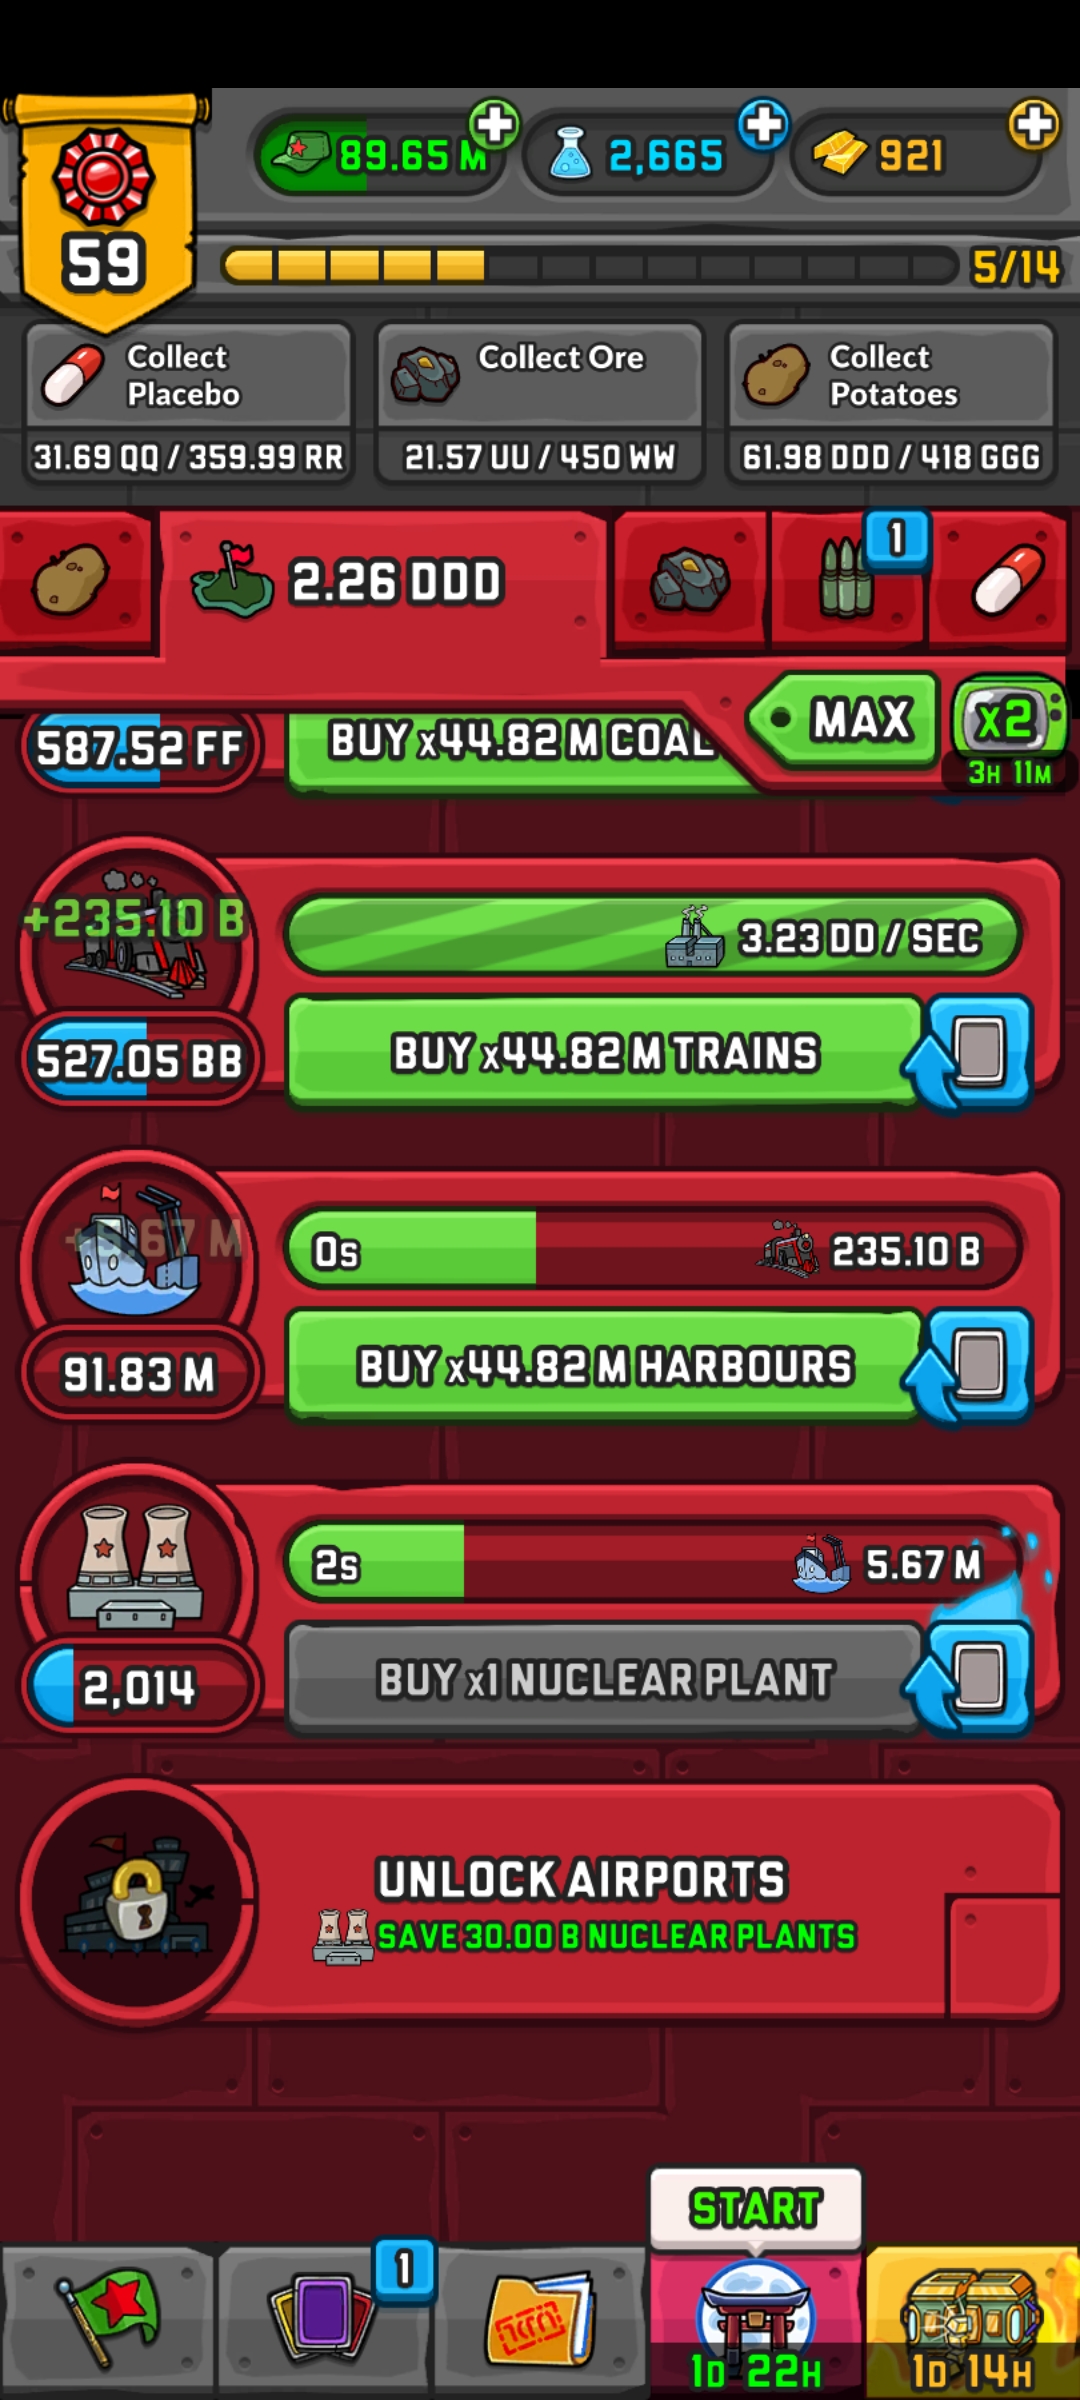 89.65 M
2,665
921
59
5/14
Collect
Placebo
31.69 QQ / 359.99 RR
Collect Ore
21.57 UU / 450 WW
Collect
Potatoes
61.98 DDD / 418 GGG
2.26 DDD
1
MAX
x2
3H 11M
587.52 FF
BUY x44.82 M COAL
+235.10 B
3.23 DD / SEC
527.05 BB
BUY x44.82 M TRAINS
+5.67 M
0s
235.10 B
91.83 M
BUY x44.82 M HARBOURS
2s
5.67 M
2,014
BUY x1 NUCLEAR PLANT
UNLOCK AIRPORTS
SAVE 30.00 B NUCLEAR PLANTS
START
1
1D 22H
1D 14H